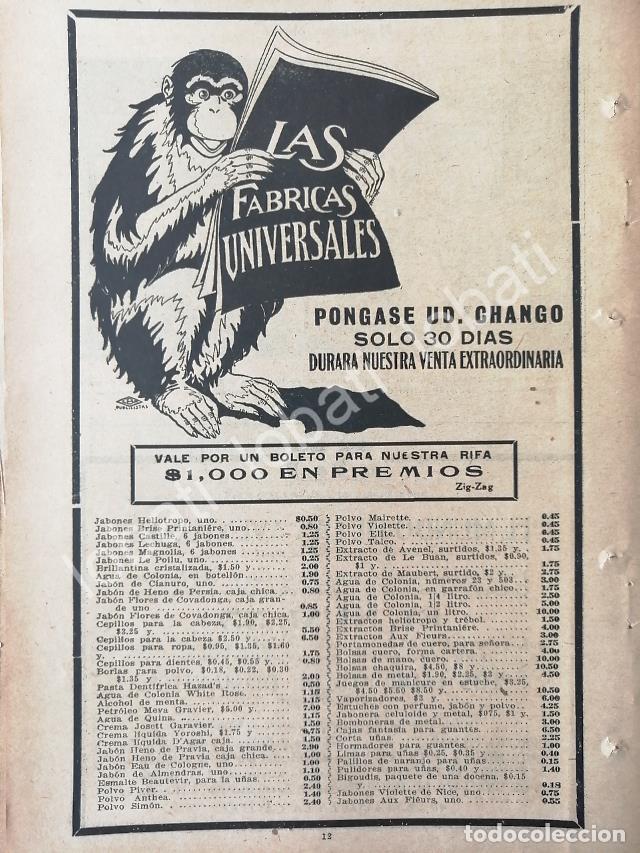 LAS
FABRICAS
UNIVERSALES
PONGASE UD. CHANGO
SOLO 30 DIAS
DURARA NUESTRA VENTA EXTRAORDINARIA
PUBLICISTAS
VALE POR UN BOLETO PARA NUESTRA RIFA
$1,000 EN PREMIOS
Zig-Zag
Jabones Heliotropo, uno. $0.50
Jabones Brise Printaniére, uno. 0.80
Jabones Castille, 6 jabones 1.25
Jabones Lechuga, 6 jabones 1.25
Jabones Magnolia, 6 jabones 1.25
Jabones Le Poilu, uno 0.25
Brillantina cristalizada, $1.50 y 2.00
Agua de Colonia, en botellón 1.90
Jabón de Cianuro, uno 0.75
Jabón de Heno de Persia, caja chica. 0.80
Jabón Flores de Covadonga, caja gran-
de uno 0.85
Jabón Flores de Covadonga, caja chica. 1.00
Cepillos para la cabeza, $1.90, $2.25,
$3.25 y 5.50
Cepillos para la cabeza $2.50 y 6.50
Cepillos para ropa, $0.95, $1.35, $1.60
y. 1.75
Cepillos para dientes, $0.45, $0.55, y. 0.80
Borlas para polvo, $0.18, $0.22, $0.30
$1.35 y 2.00
Pasta Dentífrica Hazad's 0.50
Agua de Colonia White Rose. 1.15
Alcohol de menta. 1.15
Petróleo Meva Gravier, $5.00 y 7.00
Agua de Quina 1.15
Crema Josett Garavier. 1.50
Crema líquida Yoroshi, $1.75 y 0.75
Crema líquida D'Agar caja 1.50
Jabón Heno de Pravia, caja grande. 2.90
Jabón Heno de Pravia caja chica. 1.00
Jabón Eau de Cologne, uno 1.00
Jabón de Almendras, uno 1.10
Esmalte Beautevir, para la uñas 0.50
Polvo Piver. 2.40
Polvo Anthea. 1.40
Polvo Simón. 2.40
Polvo Mairette. 0.45
Polvo Violette. 0.45
Polvo Elite. 0.45
Polvo Talco. 0.45
Extracto de Avenel, surtidos, $1.35 y. 1.75
Extracto de Le Buan, surtidos, $0.90,
$1 y 1.75
Extracto de Maubert, surtido, $2 y 2.75
Agua de Colonia, números 23 y 503 3.00
Agua de Colonia, en garrafón chico 1.75
Agua de Colonia, 1|4 litro 2.50
Agua de Colonia, 1|2 litro 5.00
Agua de Colonia, un litro. 10.00
Extractos heliotropo y trébol. 1.50
Extractos Brise Printaniére. 4.00
Extractos Aux Fleurs. 3.00
Portamonedas de cuero, para señora 2.75
Bolsas cuero, forma cartera. 4.00
Bolsas de mano, cuero. 10.00
Bolsas chaquira, $4.50, $8 y 10.50
Bolsas de metal, $1.90, $2.25, $3 y 4.50
Juegos de manicure en estuche, $3.25,
$4.50 $5.50 $8.50 y. 10.50
Vaporisadores, $3 y 6.00
Estuches con perfume, jabón y polvo 4.25
Jabonera celuloide y metal, $075, $1 y. 1.50
Bomboneras de metal. 3.00
Cajas fantasía para guantes. 6.50
Corta uñas. 2.25
Hormadores para guantes. 1.00
Limas para uñas $0.25, $0.35 y 0.40
Palillos de naranjo para uñas 0.15
Pulidores para uñas, $0.40 y 1.40
Bigoudis, paquete de una docena, $0.15
y. 0.18
Jabones Violette de Nice, uno. 0.75
Jabones Aux Fleurs, uno. 0.55
12
todocoleccion